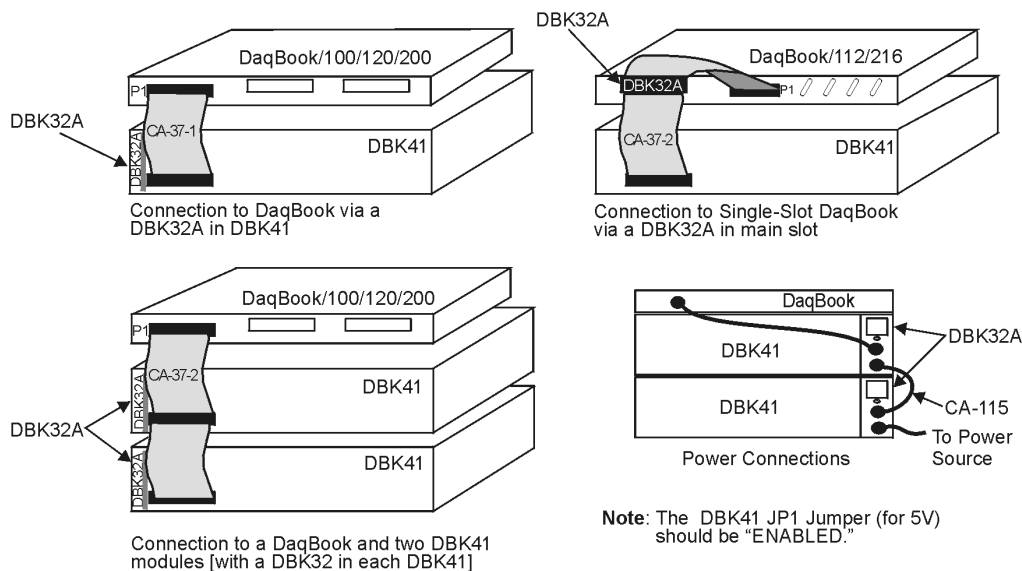 DBK32A
DaqBook/100/120/200
P1
CA-37-1
DBK32A
DBK41
Connection to DaqBook via a
DBK32A in DBK41
DBK32A
DaqBook/112/216
DBK32A
P1
CA-37-2
DBK41
Connection to Single-Slot DaqBook
via a DBK32A in main slot
DaqBook/100/120/200
P1
CA-37-2
DBK32A
DBK41
DBK32A
DBK32A
DBK41
Connection to a DaqBook and two DBK41
modules [with a DBK32 in each DBK41]
DaqBook
DBK41
DBK32A
DBK41
CA-115
To Power
Source
Power Connections
Note: The DBK41 JP1 Jumper (for 5V)
should be “ENABLED.”